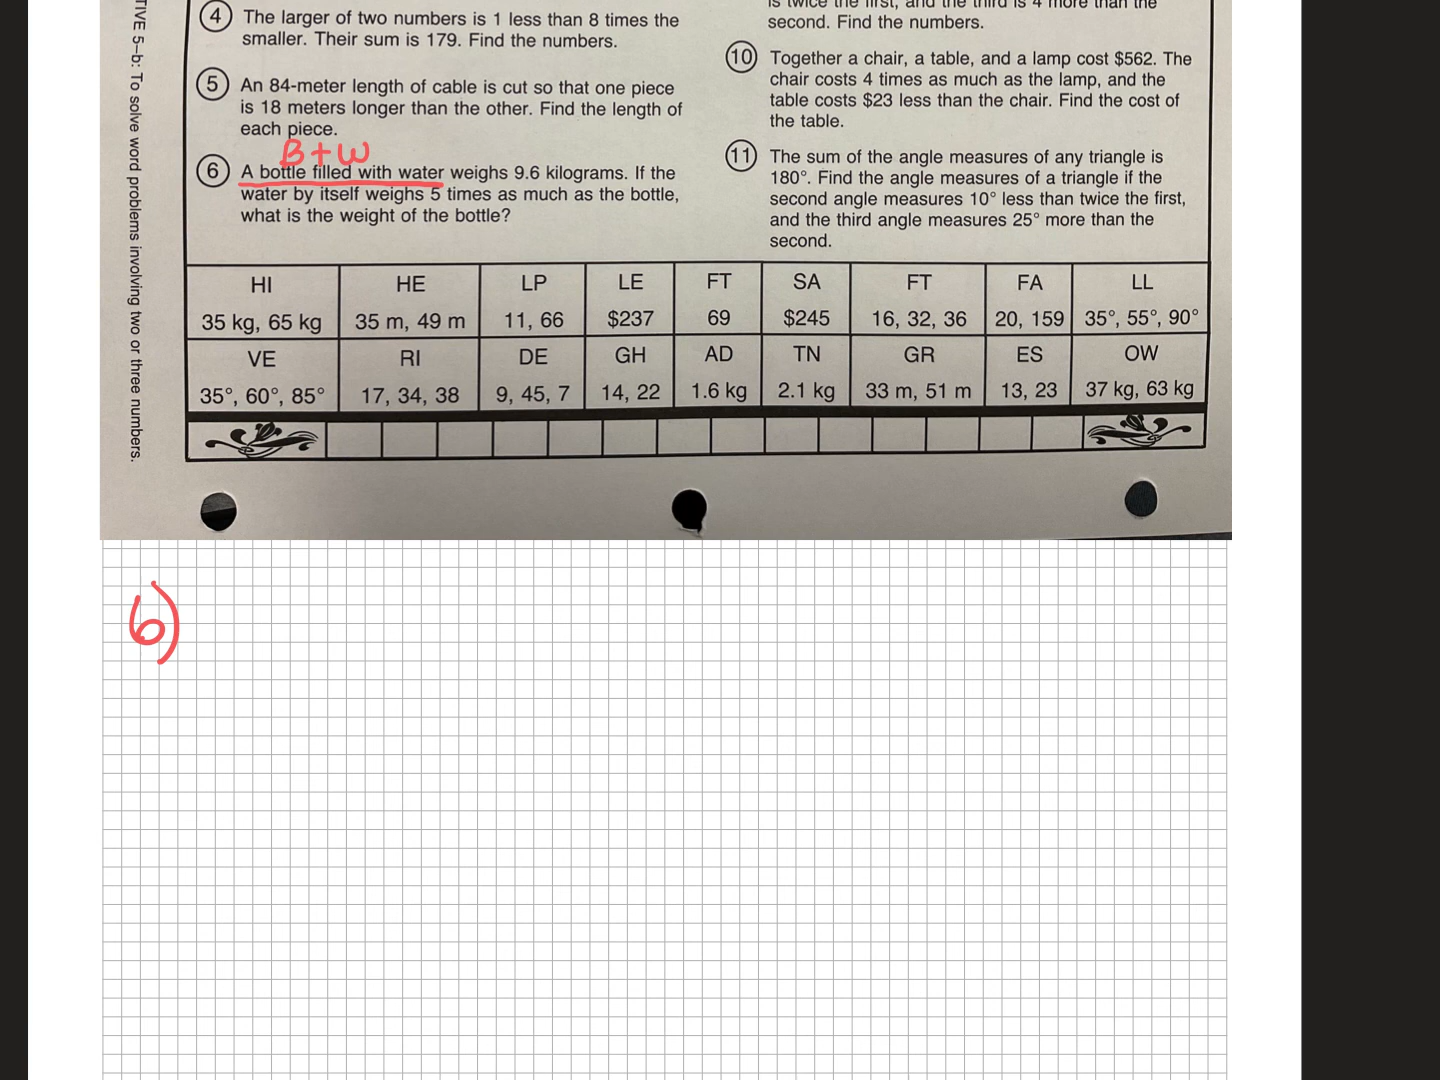 TIVE 5–b: To solve word problems involving two or three numbers.
④ The larger of two numbers is 1 less than 8 times the
smaller. Their sum is 179. Find the numbers.
⑤ An 84-meter length of cable is cut so that one piece
is 18 meters longer than the other. Find the length of
each piece.
B+W
⑥ A bottle filled with water weighs 9.6 kilograms. If the
water by itself weighs 5 times as much as the bottle,
what is the weight of the bottle?
is twice the first, and the third is 4 more than the
second. Find the numbers.
⑩ Together a chair, a table, and a lamp cost $562. The
chair costs 4 times as much as the lamp, and the
table costs $23 less than the chair. Find the cost of
the table.
⑪ The sum of the angle measures of any triangle is
180°. Find the angle measures of a triangle if the
second angle measures 10° less than twice the first,
and the third angle measures 25° more than the
second.
HI HE LP LE FT SA FT FA LL
35 kg, 65 kg 35 m, 49 m 11, 66 $237 69 $245 16, 32, 36 20, 159 35°, 55°, 90°
VE RI DE GH AD TN GR ES OW
35°, 60°, 85° 17, 34, 38 9, 45, 7 14, 22 1.6 kg 2.1 kg 33 m, 51 m 13, 23 37 kg, 63 kg
6)